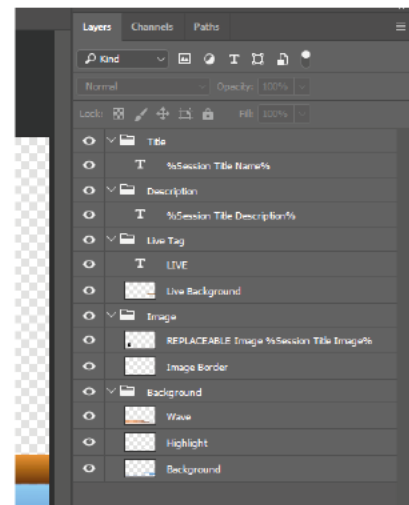 Layers Channels Paths
Kind
Normal Opacity: 100%
Lock: Fill: 100%
Title
T %Session Title Name%
Description
T %Session Title Description%
Live Tag
T LIVE
Live Background
Image
REPLACEABLE Image %Session Title Image%
Image Border
Background
Wave
Highlight
Background